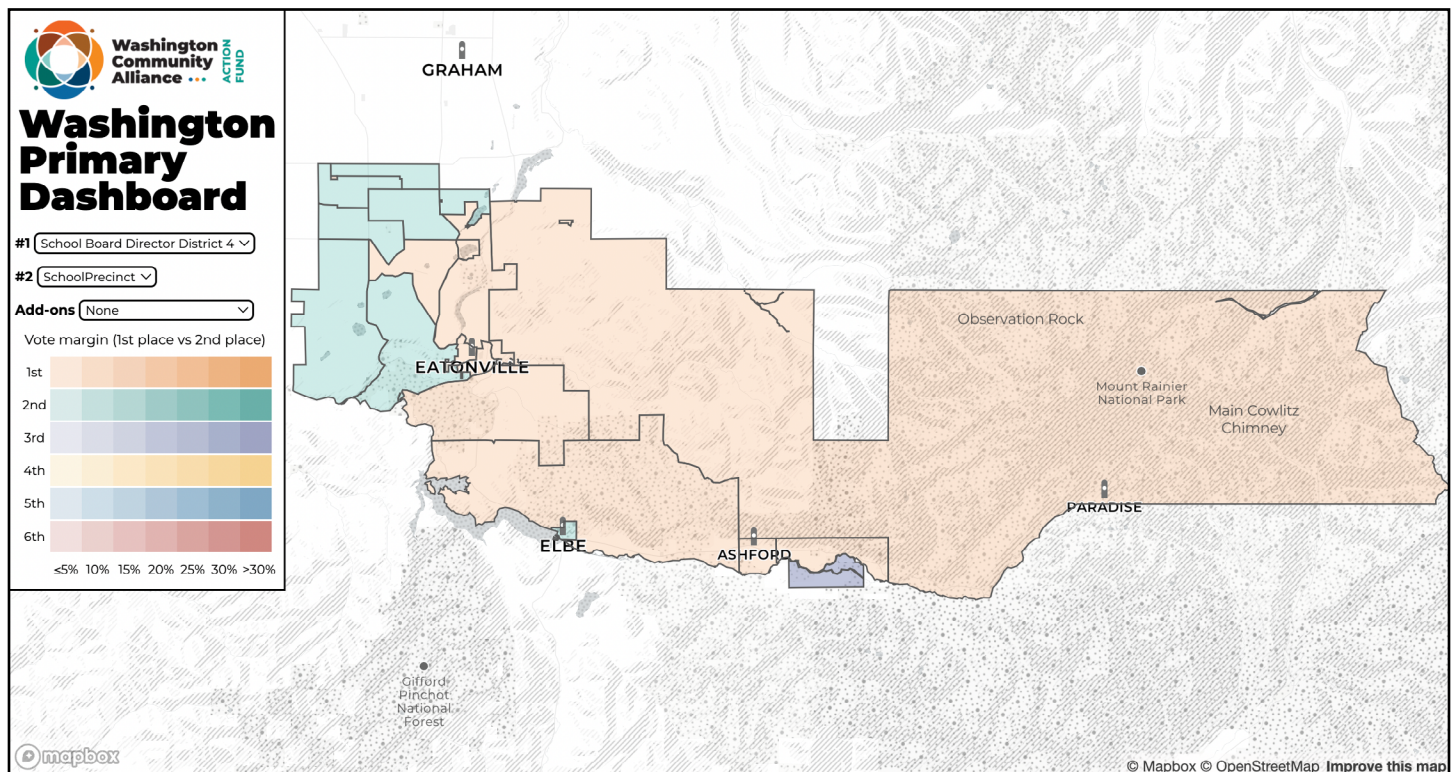 Washington
Community
Alliance
ACTION
FUND
Washington
Primary
Dashboard
#1 School Board Director District 4
#2 SchoolPrecinct
Add-ons None
Vote margin (1st place vs 2nd place)
1st
2nd
3rd
4th
5th
6th
≤5% 10% 15% 20% 25% 30% >30%
GRAHAM
Observation Rock
EATONVILLE
Mount Rainier
National Park
Main Cowlitz
Chimney
PARADISE
ELBE
ASHFORD
Gifford
Pinchot
National
Forest
mapbox
© Mapbox © OpenStreetMap Improve this map